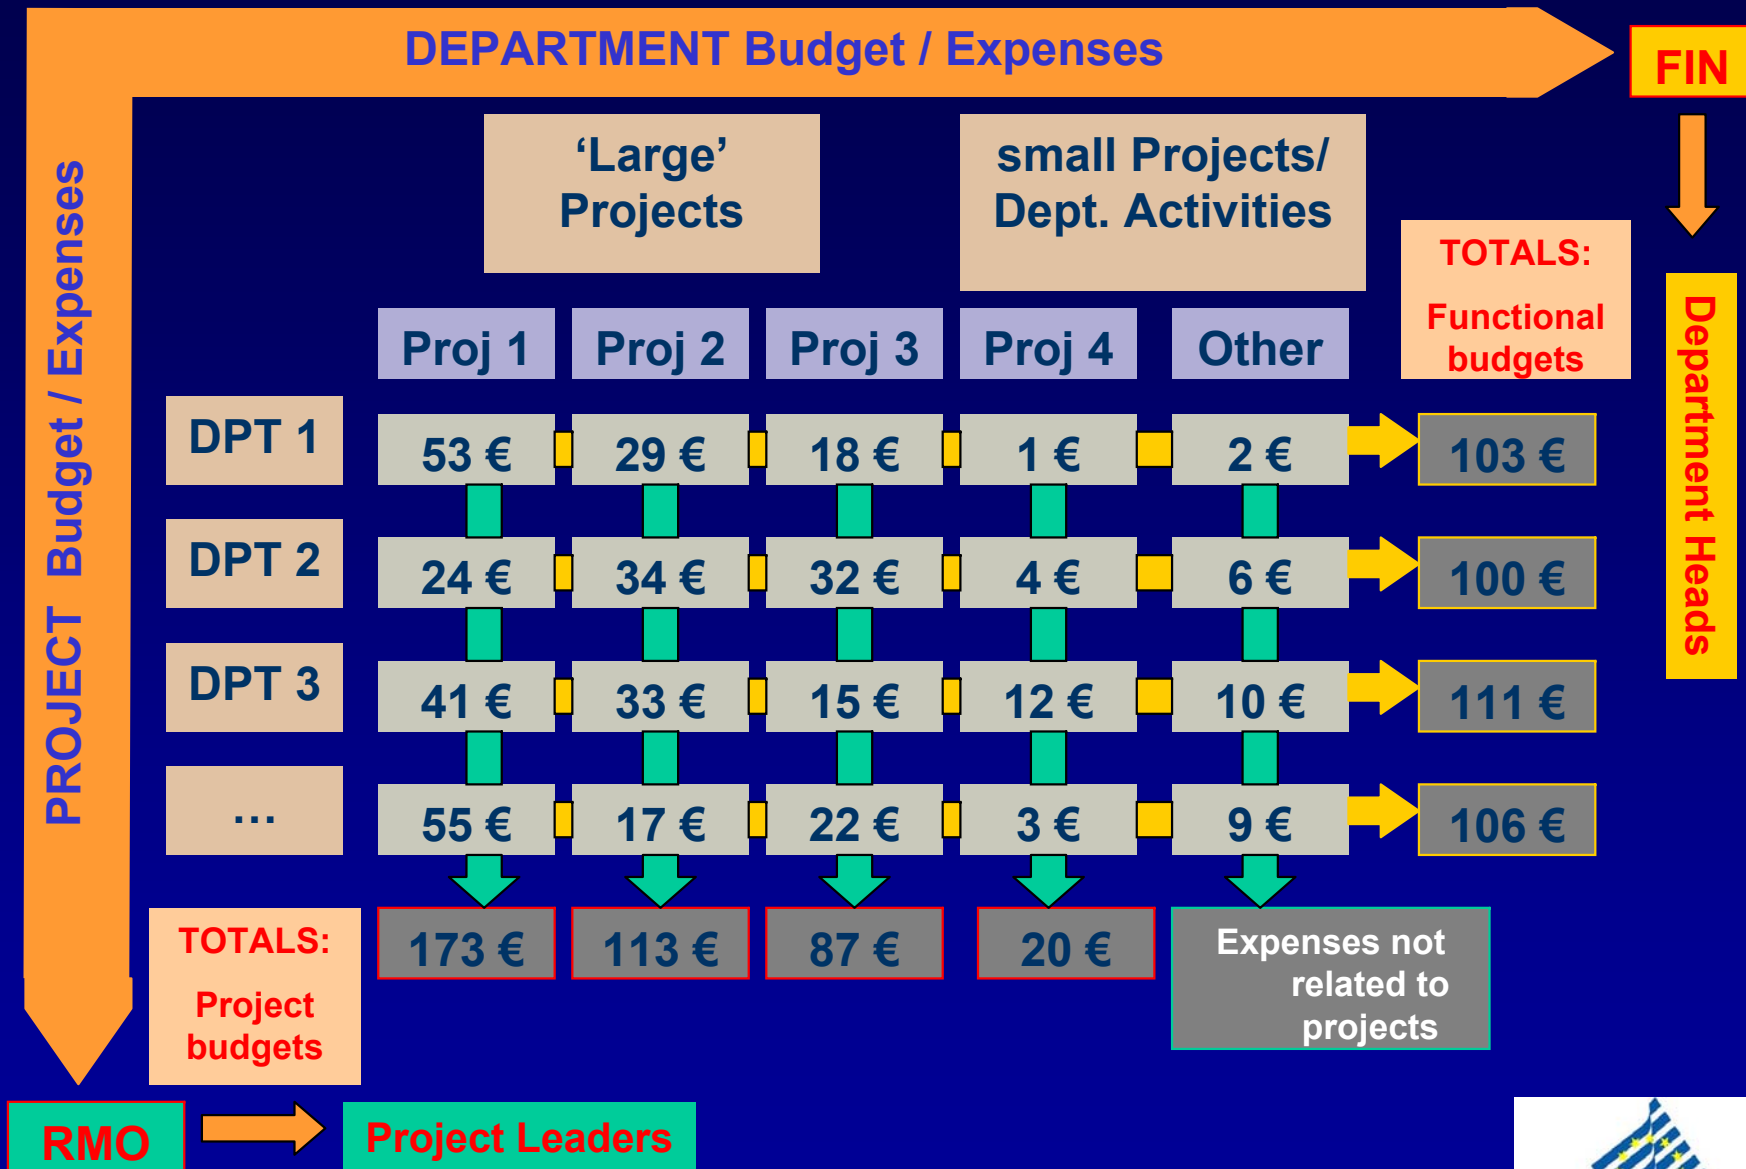 DEPARTMENT Budget / Expenses
FIN
PROJECT Budget / Expenses
‘Large’
Projects
small Projects/
Dept. Activities
TOTALS:
Functional
budgets
Department Heads
Proj 1 Proj 2 Proj 3 Proj 4 Other
DPT 1 53 € 29 € 18 € 1 € 2 € 103 €
DPT 2 24 € 34 € 32 € 4 € 6 € 100 €
DPT 3 41 € 33 € 15 € 12 € 10 € 111 €
… 55 € 17 € 22 € 3 € 9 € 106 €
TOTALS:
Project
budgets
173 € 113 € 87 € 20 €
Expenses not
related to
projects
RMO
Project Leaders